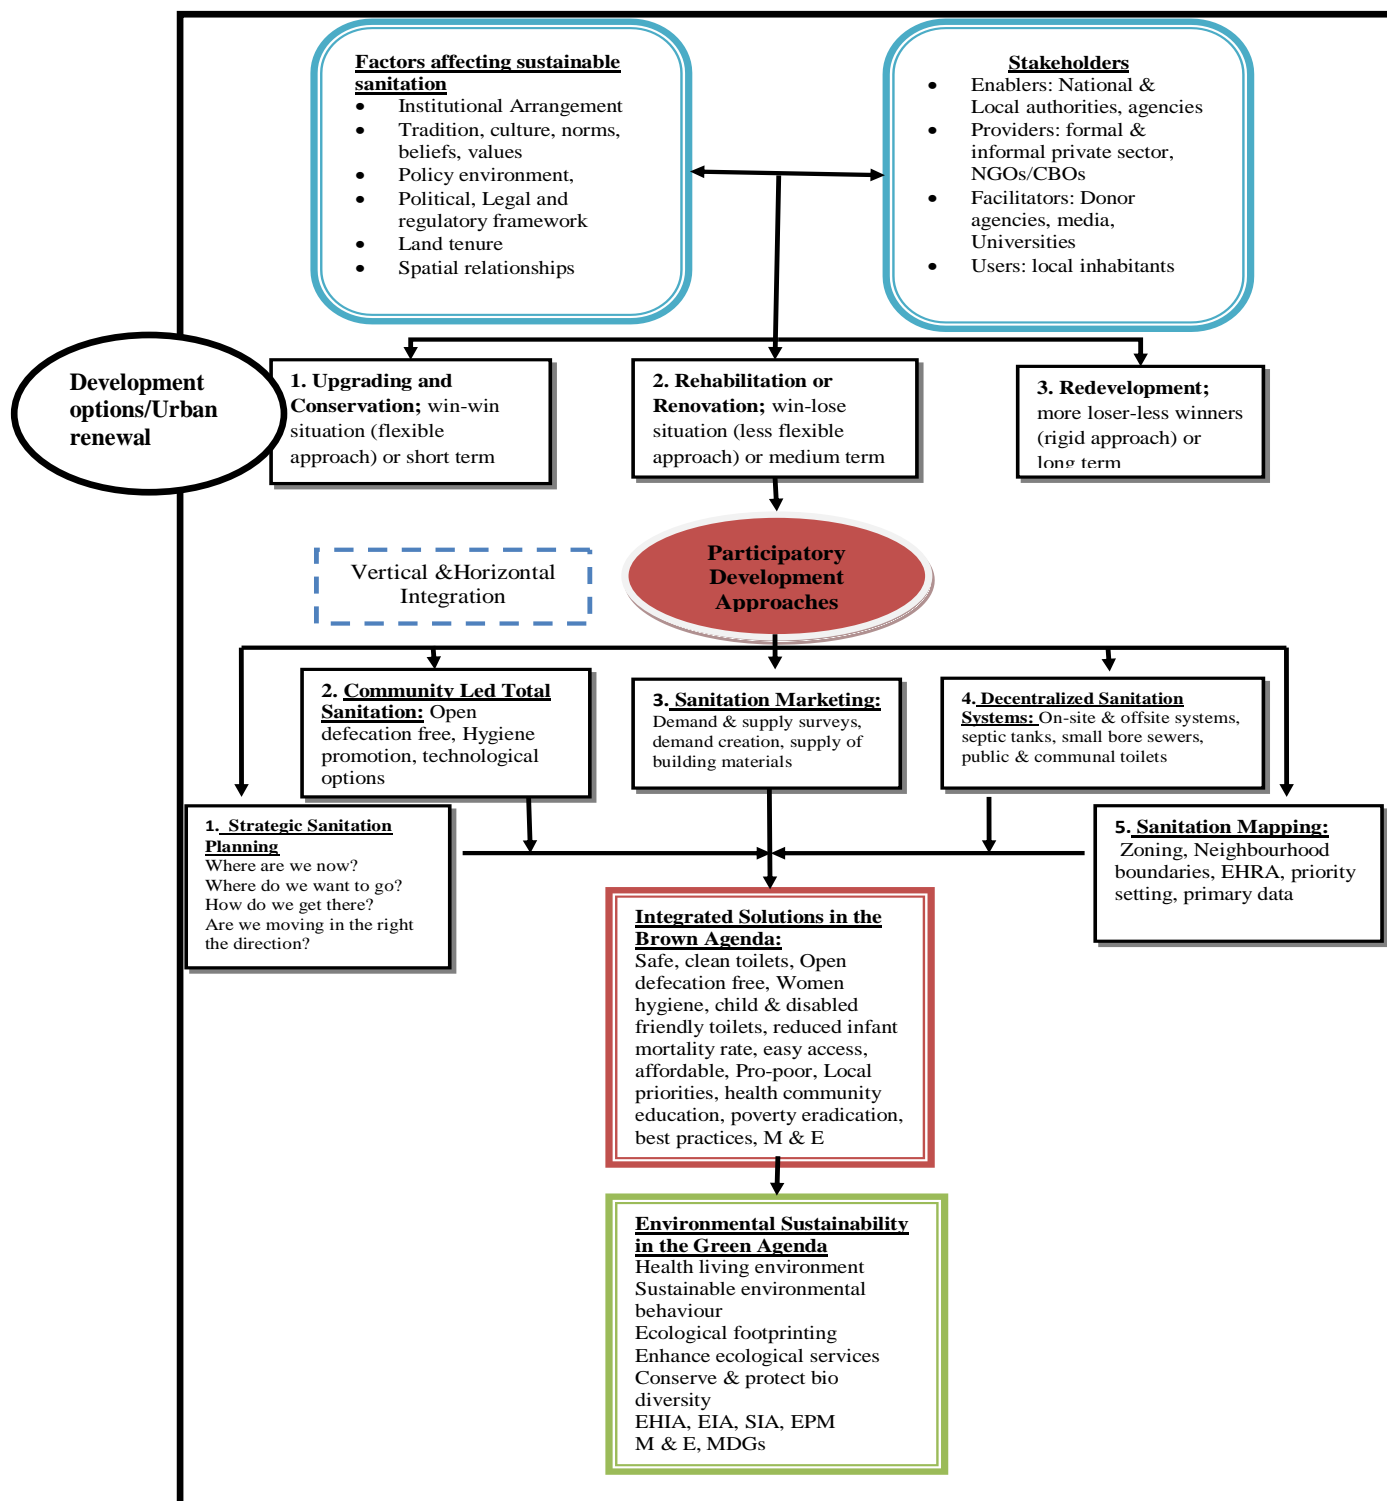 Factors affecting sustainable
sanitation
• Institutional Arrangement
• Tradition, culture, norms,
beliefs, values
• Policy environment,
• Political, Legal and
regulatory framework
• Land tenure
• Spatial relationships
Stakeholders
• Enablers: National &
Local authorities, agencies
• Providers: formal &
informal private sector,
NGOs/CBOs
• Facilitators: Donor
agencies, media,
Universities
• Users: local inhabitants
Development
options/Urban
renewal
1. Upgrading and
Conservation; win-win
situation (flexible
approach) or short term
2. Rehabilitation or
Renovation; win-lose
situation (less flexible
approach) or medium term
3. Redevelopment;
more loser-less winners
(rigid approach) or
long term
Vertical &Horizontal
Integration
Participatory
Development
Approaches
2. Community Led Total
Sanitation: Open
defecation free, Hygiene
promotion, technological
options
3. Sanitation Marketing:
Demand & supply surveys,
demand creation, supply of
building materials
4. Decentralized Sanitation
Systems: On-site & offsite systems,
septic tanks, small bore sewers,
public & communal toilets
1. Strategic Sanitation
Planning
Where are we now?
Where do we want to go?
How do we get there?
Are we moving in the right
the direction?
5. Sanitation Mapping:
Zoning, Neighbourhood
boundaries, EHRA, priority
setting, primary data
Integrated Solutions in the
Brown Agenda:
Safe, clean toilets, Open
defecation free, Women
hygiene, child & disabled
friendly toilets, reduced infant
mortality rate, easy access,
affordable, Pro-poor, Local
priorities, health community
education, poverty eradication,
best practices, M & E
Environmental Sustainability
in the Green Agenda
Health living environment
Sustainable environmental
behaviour
Ecological footprinting
Enhance ecological services
Conserve & protect bio
diversity
EHIA, EIA, SIA, EPM
M & E, MDGs